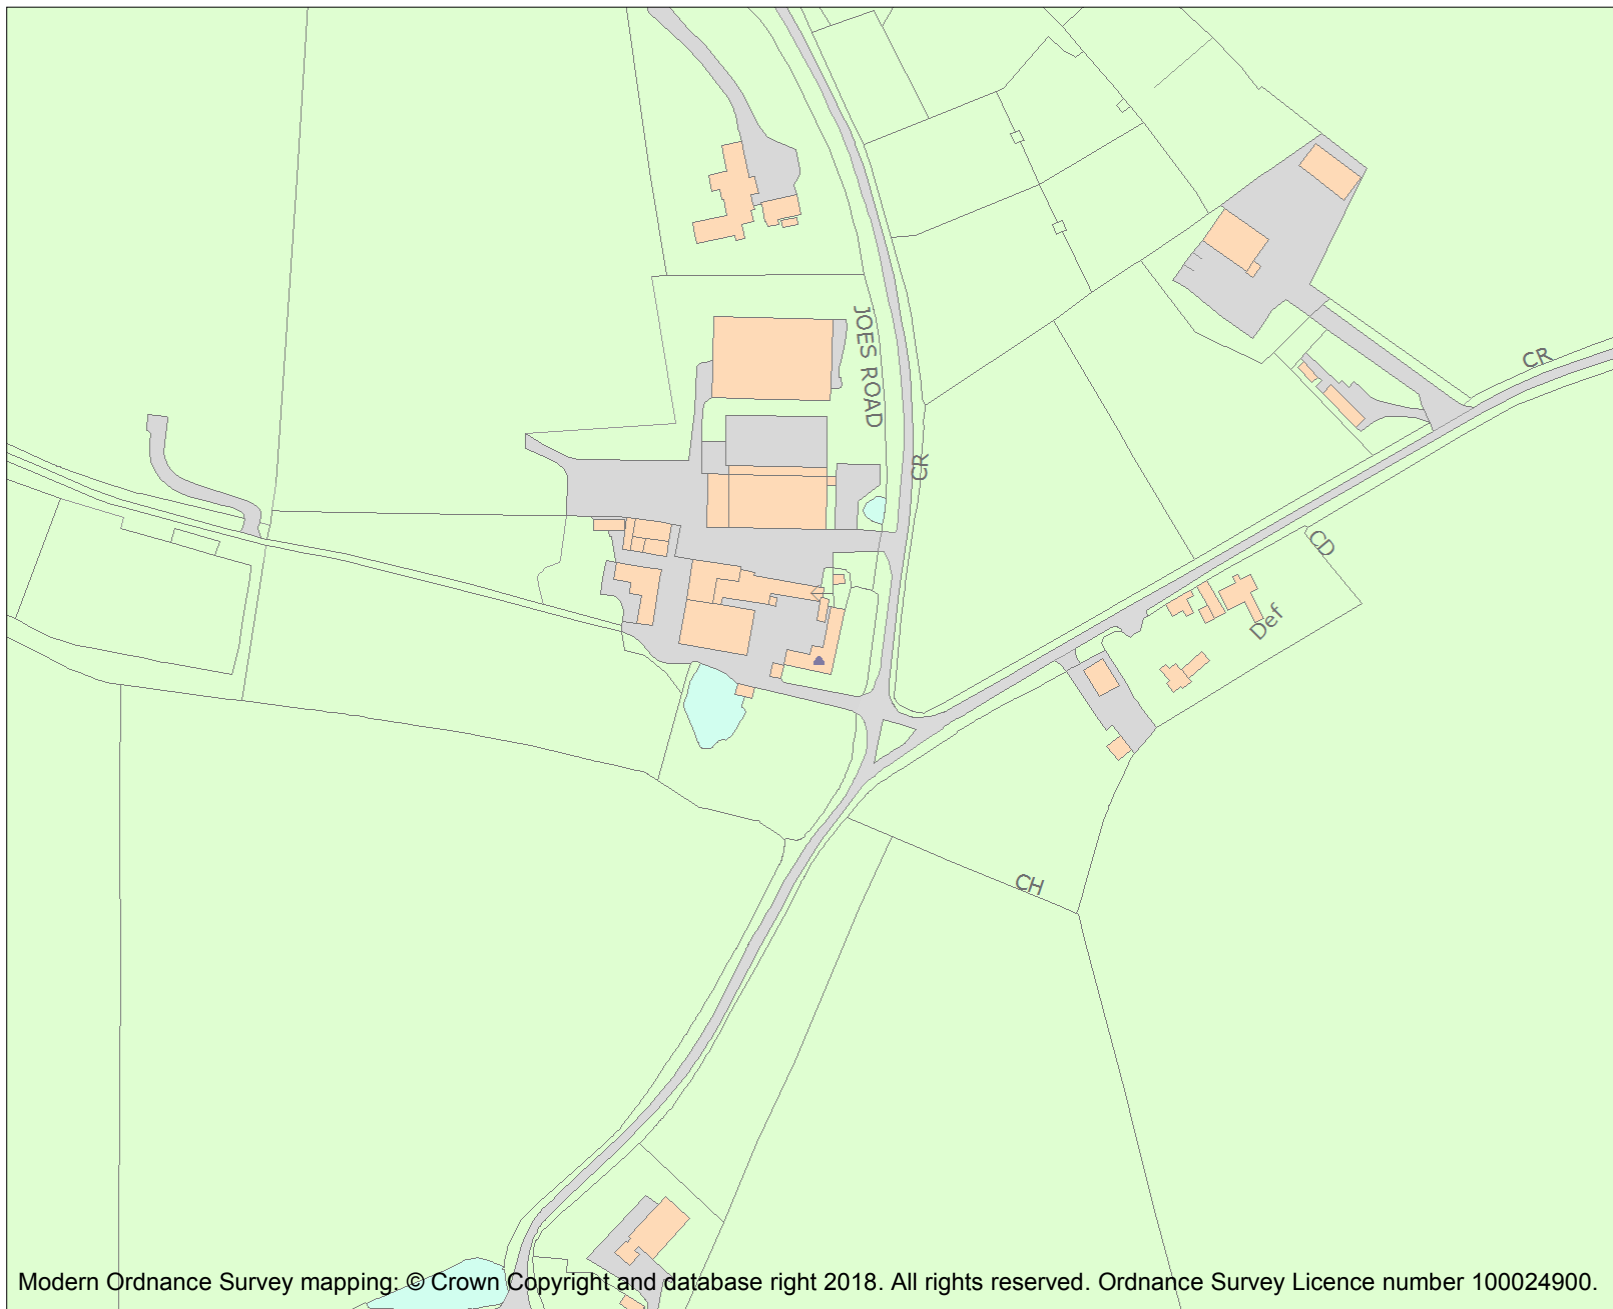 JOES ROAD
CR
CR
CD
Def
CH
Modern Ordnance Survey mapping: © Crown Copyright and database right 2018. All rights reserved. Ordnance Survey Licence number 100024900.